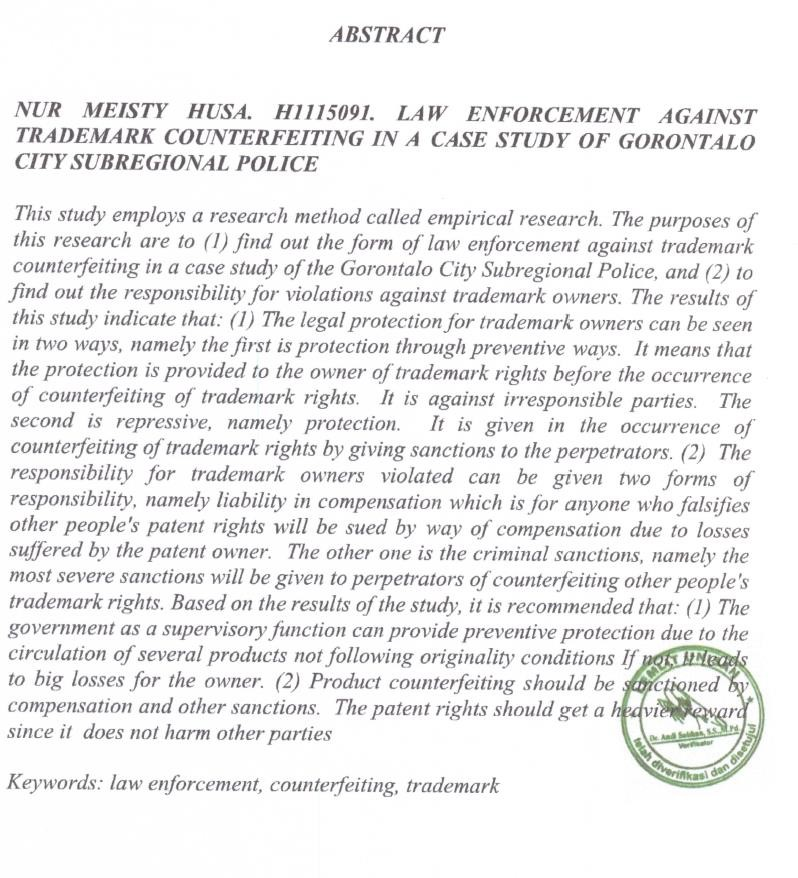 ABSTRACT
NUR MEISTY HUSA. H1115091. LAW ENFORCEMENT AGAINST
TRADEMARK COUNTERFEITING IN A CASE STUDY OF GORONTALO
CITY SUBREGIONAL POLICE
This study employs a research method called empirical research. The purposes of
this research are to (1) find out the form of law enforcement against trademark
counterfeiting in a case study of the Gorontalo City Subregional Police, and (2) to
find out the responsibility for violations against trademark owners. The results of
this study indicate that: (1) The legal protection for trademark owners can be seen
in two ways, namely the first is protection through preventive ways. It means that
the protection is provided to the owner of trademark rights before the occurrence
of counterfeiting of trademark rights. It is against irresponsible parties. The
second is repressive, namely protection. It is given in the occurrence of
counterfeiting of trademark rights by giving sanctions to the perpetrators. (2) The
responsibility for trademark owners violated can be given two forms of
responsibility, namely liability in compensation which is for anyone who falsifies
other people's patent rights will be sued by way of compensation due to losses
suffered by the patent owner. The other one is the criminal sanctions, namely the
most severe sanctions will be given to perpetrators of counterfeiting other people's
trademark rights. Based on the results of the study, it is recommended that: (1) The
government as a supervisory function can provide preventive protection due to the
circulation of several products not following originality conditions If not, it leads
to big losses for the owner. (2) Product counterfeiting should be sanctioned by
compensation and other sanctions. The patent rights should get a heavier reward
since it does not harm other parties
Keywords: law enforcement, counterfeiting, trademark
Dr. Andi
Verifikator
telah diverifikasi dan disetujui